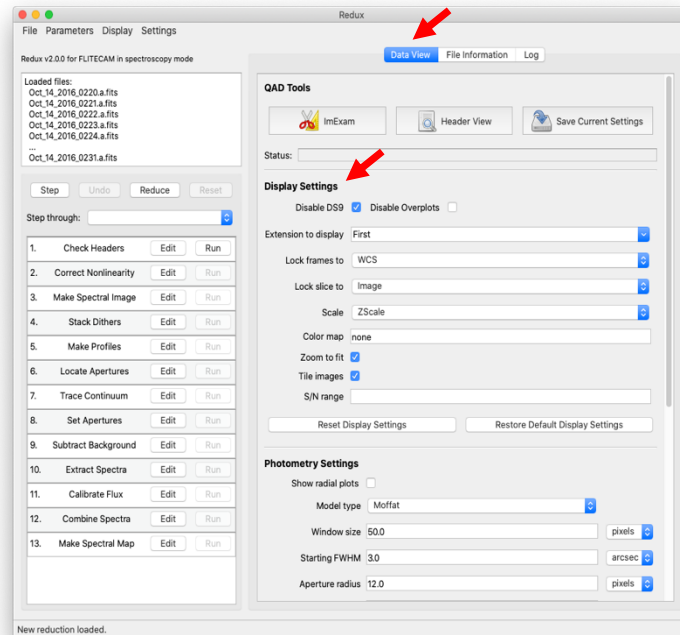 Redux
File Parameters Display Settings
Redux v2.0.0 for FLITECAM in spectroscopy mode
Loaded files:
Oct_14_2016_0220.a.fits
Oct_14_2016_0221.a.fits
Oct_14_2016_0222.a.fits
Oct_14_2016_0223.a.fits
Oct_14_2016_0224.a.fits
...
Oct_14_2016_0231.a.fits
Step Undo Reduce Reset
Step through:
1. Check Headers Edit Run
2. Correct Nonlinearity Edit Run
3. Make Spectral Image Edit Run
4. Stack Dithers Edit Run
5. Make Profiles Edit Run
6. Locate Apertures Edit Run
7. Trace Continuum Edit Run
8. Set Apertures Edit Run
9. Subtract Background Edit Run
10. Extract Spectra Edit Run
11. Calibrate Flux Edit Run
12. Combine Spectra Edit Run
13. Make Spectral Map Edit Run
Data View File Information Log
QAD Tools
ImExam Header View Save Current Settings
Status:
Display Settings
Disable DS9 Disable Overplots
Extension to display First
Lock frames to WCS
Lock slice to Image
Scale ZScale
Color map none
Zoom to fit
Tile images
S/N range
Reset Display Settings Restore Default Display Settings
Photometry Settings
Show radial plots
Model type Moffat
Window size 50.0 pixels
Starting FWHM 3.0 arcsec
Aperture radius 12.0 pixels
New reduction loaded.